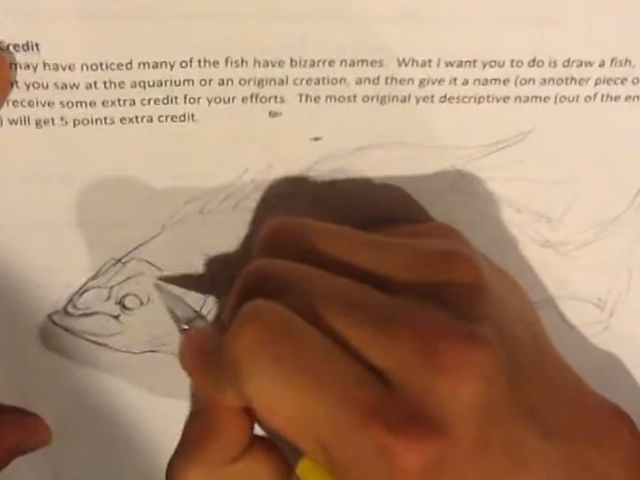 Credit
may have noticed many of the fish have bizarre names. What I want you to do is draw a fish,
t you saw at the aquarium or an original creation, and then give it a name (on another piece o
receive some extra credit for your efforts. The most original yet descriptive name (out of the en
) will get 5 points extra credit.